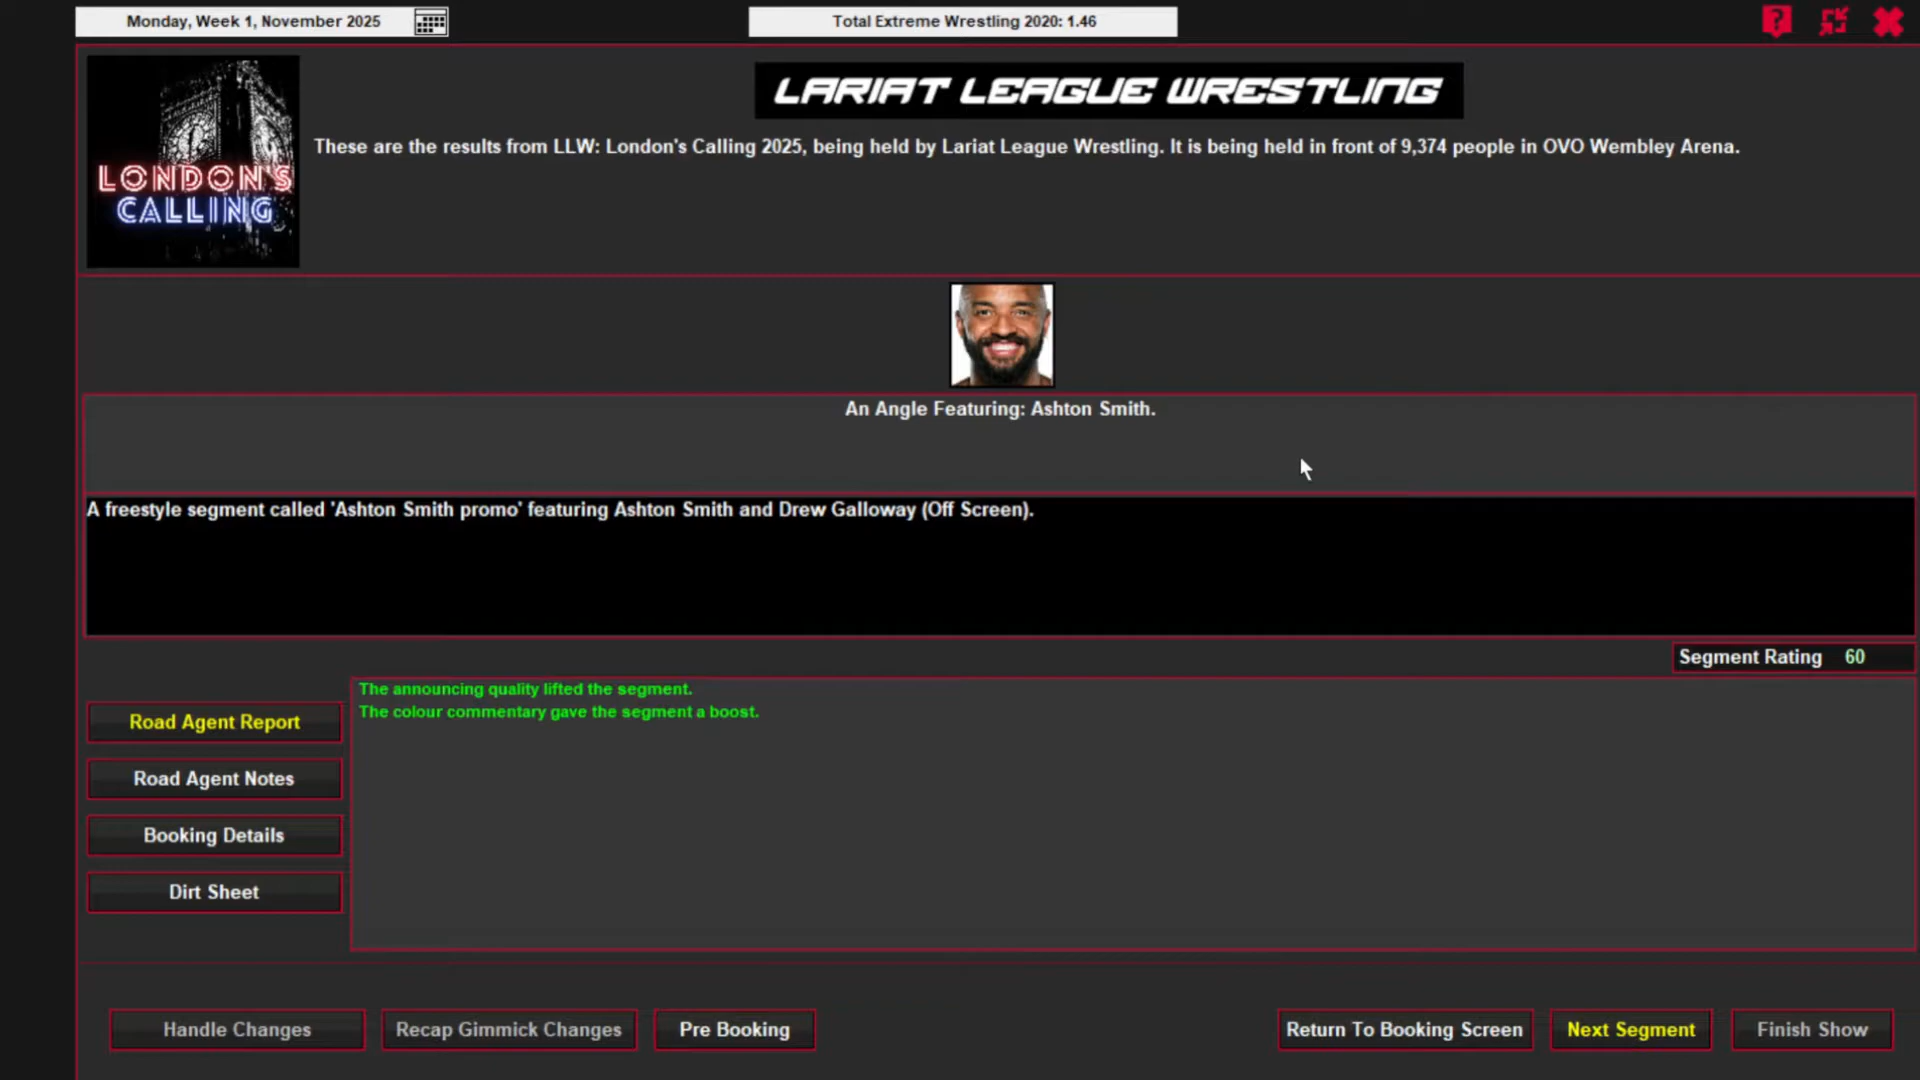 Monday, Week 1, November 2025
Total Extreme Wrestling 2020: 1.46
?
LONDON'S
CALLING
LARIAT LEAGUE WRESTLING
These are the results from LLW: London's Calling 2025, being held by Lariat League Wrestling. It is being held in front of 9,374 people in OVO Wembley Arena.
An Angle Featuring: Ashton Smith.
A freestyle segment called 'Ashton Smith promo' featuring Ashton Smith and Drew Galloway (Off Screen).
Segment Rating 60
The announcing quality lifted the segment.
The colour commentary gave the segment a boost.
Road Agent Report
Road Agent Notes
Booking Details
Dirt Sheet
Handle Changes
Recap Gimmick Changes
Pre Booking
Return To Booking Screen
Next Segment
Finish Show